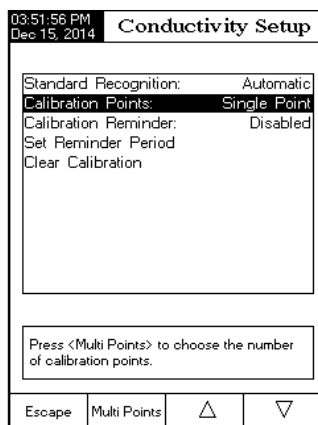 03:51:56 PM
Dec 15, 2014
Conductivity Setup
Standard Recognition: Automatic
Calibration Points: Single Point
Calibration Reminder: Disabled
Set Reminder Period
Clear Calibration
Press <Multi Points> to choose the number
of calibration points.
Escape Multi Points